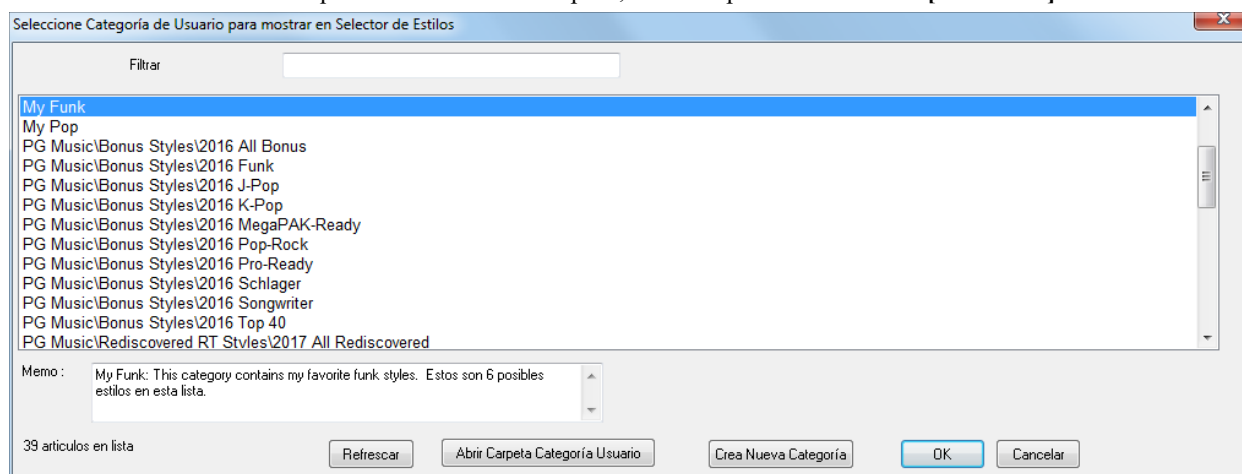 Seleccione Categoría de Usuario para mostrar en Selector de Estilos
Filtrar
My Funk
My Pop
PG Music\Bonus Styles\2016 All Bonus
PG Music\Bonus Styles\2016 Funk
PG Music\Bonus Styles\2016 J-Pop
PG Music\Bonus Styles\2016 K-Pop
PG Music\Bonus Styles\2016 MegaPAK-Ready
PG Music\Bonus Styles\2016 Pop-Rock
PG Music\Bonus Styles\2016 Pro-Ready
PG Music\Bonus Styles\2016 Schlager
PG Music\Bonus Styles\2016 Songwriter
PG Music\Bonus Styles\2016 Top 40
PG Music\Rediscovered RT Styles\2017 All Rediscovered
Memo :
My Funk: This category contains my favorite funk styles. Estos son 6 posibles
estilos en esta lista.
39 articulos en lista
Refrescar
Abrir Carpeta Categoría Usuario
Crea Nueva Categoría
OK
Cancelar